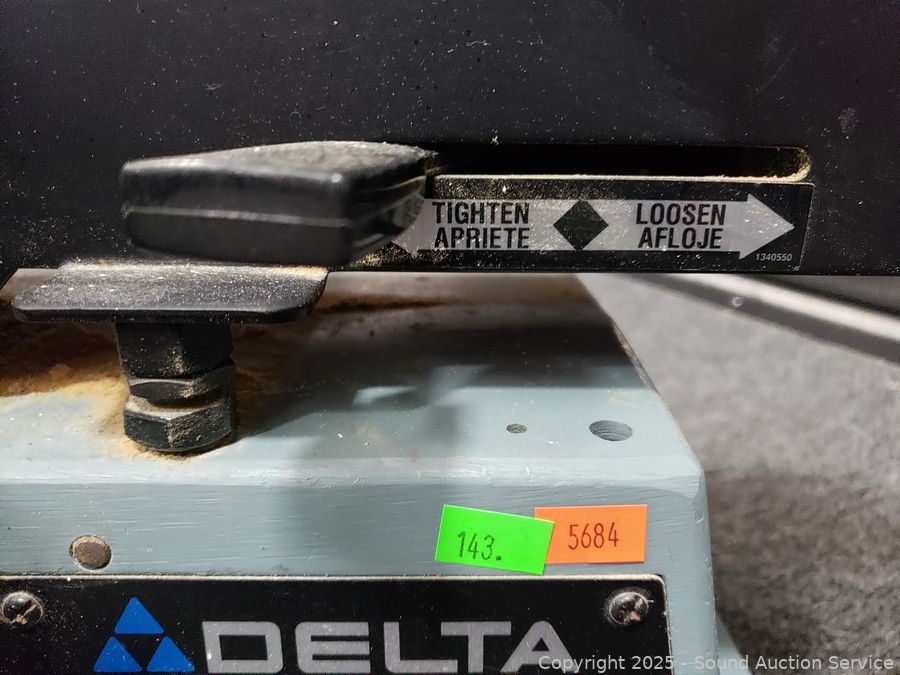 TIGHTEN LOOSEN
APRIETE AFLOJE
1340550
143. 5684
DELTA
Copyright 2025 - Sound Auction Service